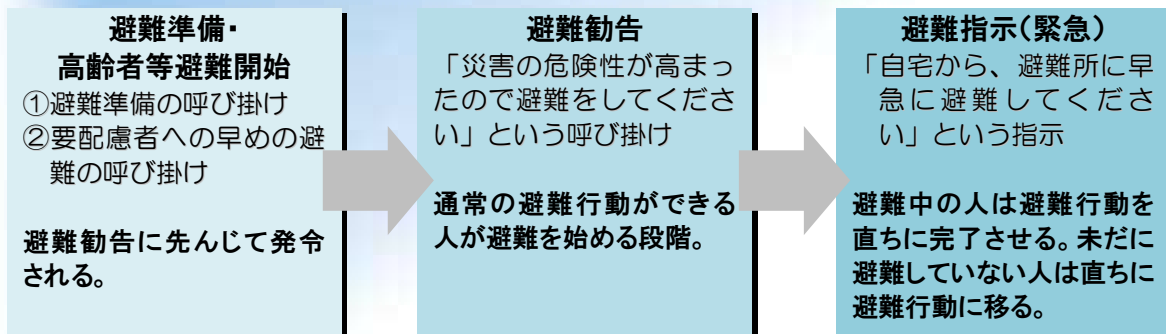 避難準備・
高齢者等避難開始
①避難準備の呼び掛け
②要配慮者への早めの避
難の呼び掛け
避難勧告に先んじて発令
される。
避難勧告
「災害の危険性が高まっ
たので避難をしてくださ
い」という呼び掛け
通常の避難行動ができる
人が避難を始める段階。
避難指示(緊急)
「自宅から、避難所に早
急に避難してくださ
い」という指示
避難中の人は避難行動を
直ちに完了させる。未だに
避難していない人は直ちに
避難行動に移る。